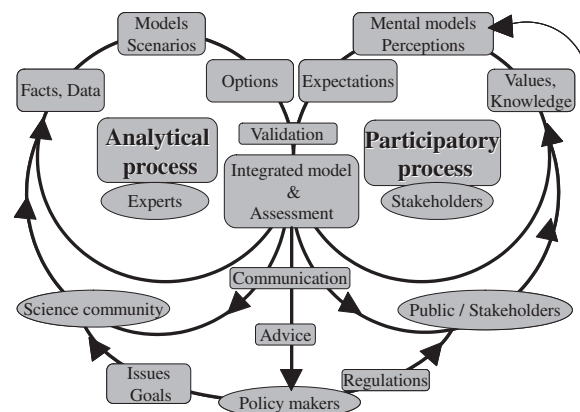 Models
Scenarios
Mental models
Perceptions
Facts, Data
Options
Expectations
Values,
Knowledge
Validation
Analytical
process
Experts
Integrated model
&
Assessment
Participatory
process
Stakeholders
Communication
Science community
Public / Stakeholders
Advice
Issues
Goals
Policy makers
Regulations